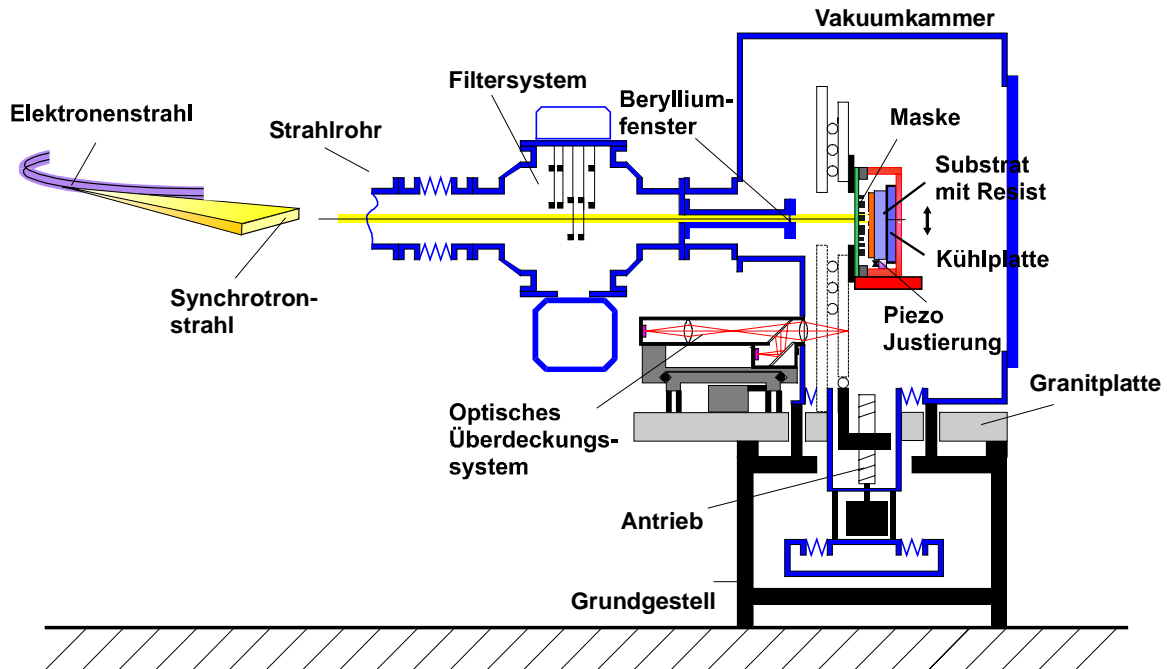 Vakuumkammer
Filtersystem
Beryllium-
fenster
Elektronenstrahl
Strahlrohr
Maske
Substrat
mit Resist
Kühlplatte
Synchrotron-
strahl
Piezo
Justierung
Granitplatte
Optisches
Überdeckungs-
system
Antrieb
Grundgestell